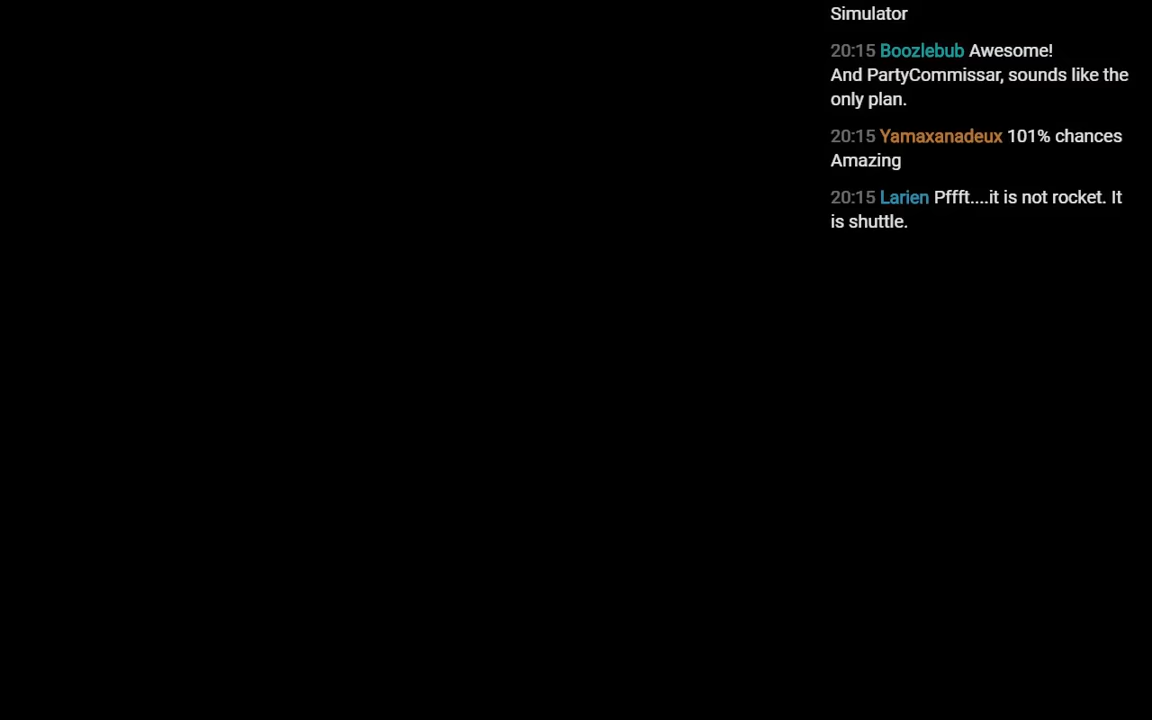 Simulator
20:15 Boozlebub Awesome!
And PartyCommissar, sounds like the
only plan.
20:15 Yamaxanadeux 101% chances
Amazing
20:15 Larien Pffft....it is not rocket. It
is shuttle.